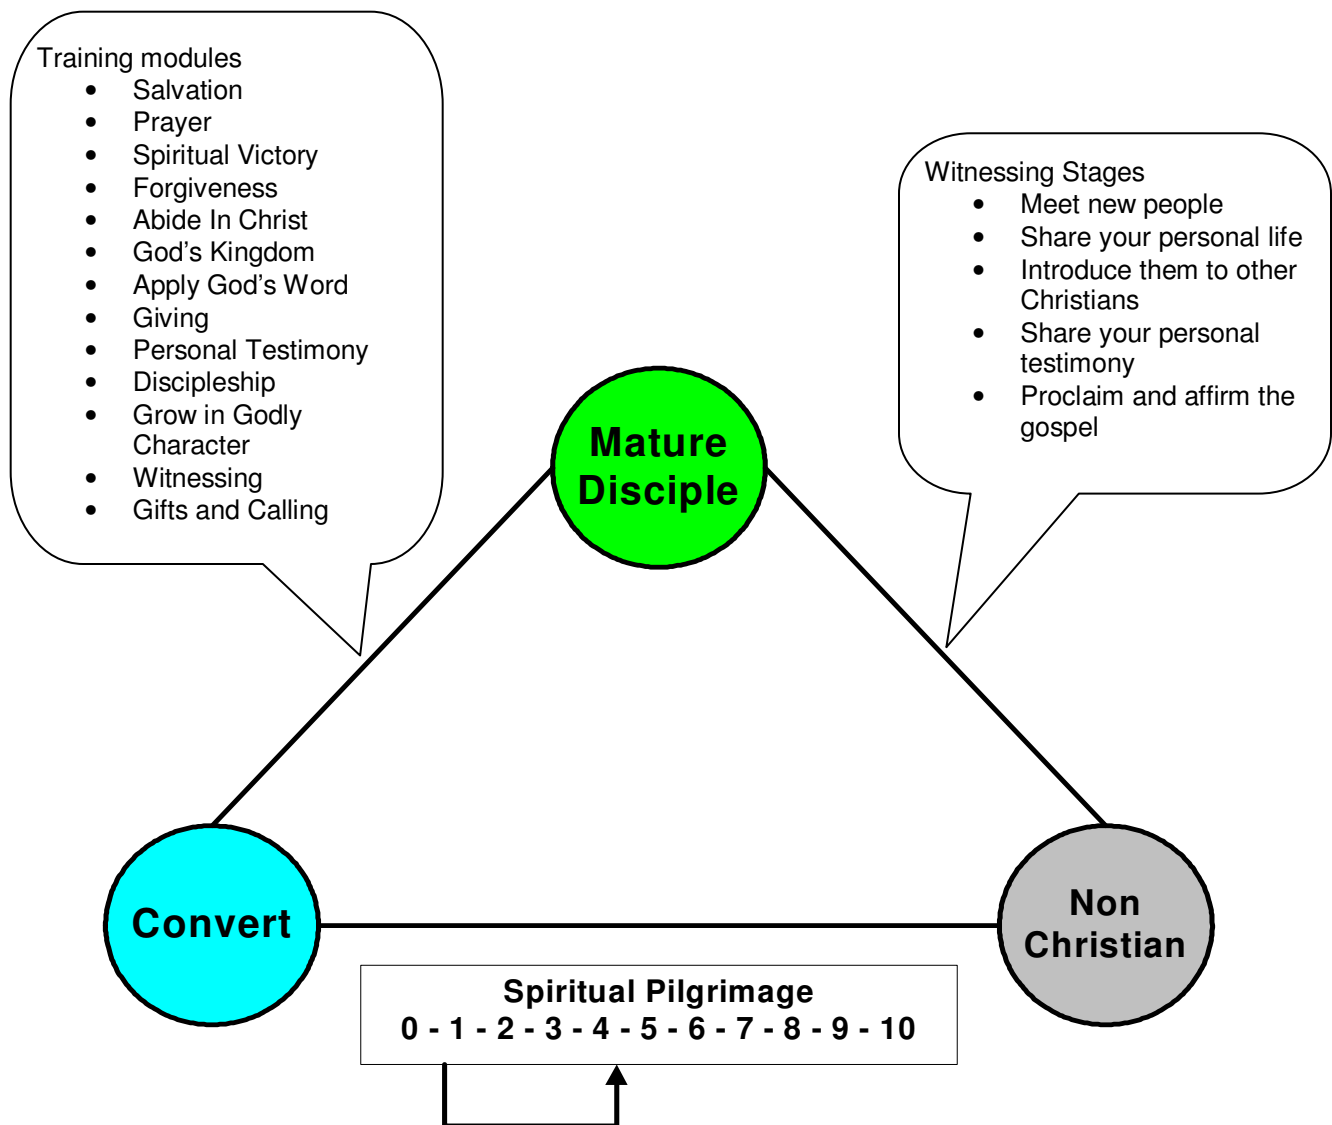 Training modules
• Salvation
• Prayer
• Spiritual Victory
• Forgiveness
• Abide In Christ
• God's Kingdom
• Apply God's Word
• Giving
• Personal Testimony
• Discipleship
• Grow in Godly
Character
• Witnessing
• Gifts and Calling
Witnessing Stages
• Meet new people
• Share your personal life
• Introduce them to other
Christians
• Share your personal
testimony
• Proclaim and affirm the
gospel
Mature
Disciple
Convert
Non
Christian
Spiritual Pilgrimage
0 - 1 - 2 - 3 - 4 - 5 - 6 - 7 - 8 - 9 - 10